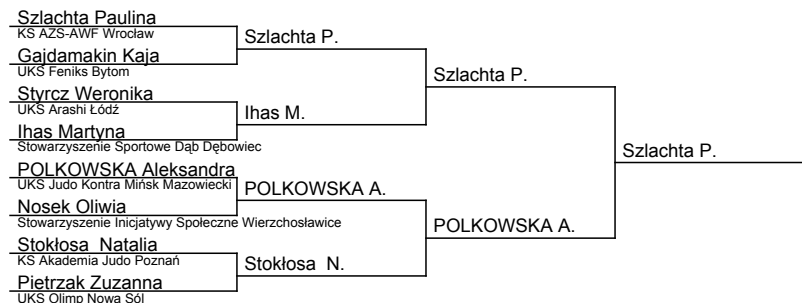 Szlachta Paulina
KS AZS-AWF Wrocław
Szlachta P.
Gajdamakin Kaja
UKS Feniks Bytom
Szlachta P.
Styrcz Weronika
UKS Arashi Łódź
Ihas M.
Ihas Martyna
Stowarzyszenie Sportowe Dąb Dębowiec
Szlachta P.
POLKOWSKA Aleksandra
UKS Judo Kontra Mińsk Mazowiecki
POLKOWSKA A.
Nosek Oliwia
Stowarzyszenie Inicjatywy Społeczne Wierzchosławice
POLKOWSKA A.
Stokłosa  Natalia
KS Akademia Judo Poznań
Stokłosa  N.
Pietrzak Zuzanna
UKS Olimp Nowa Sól